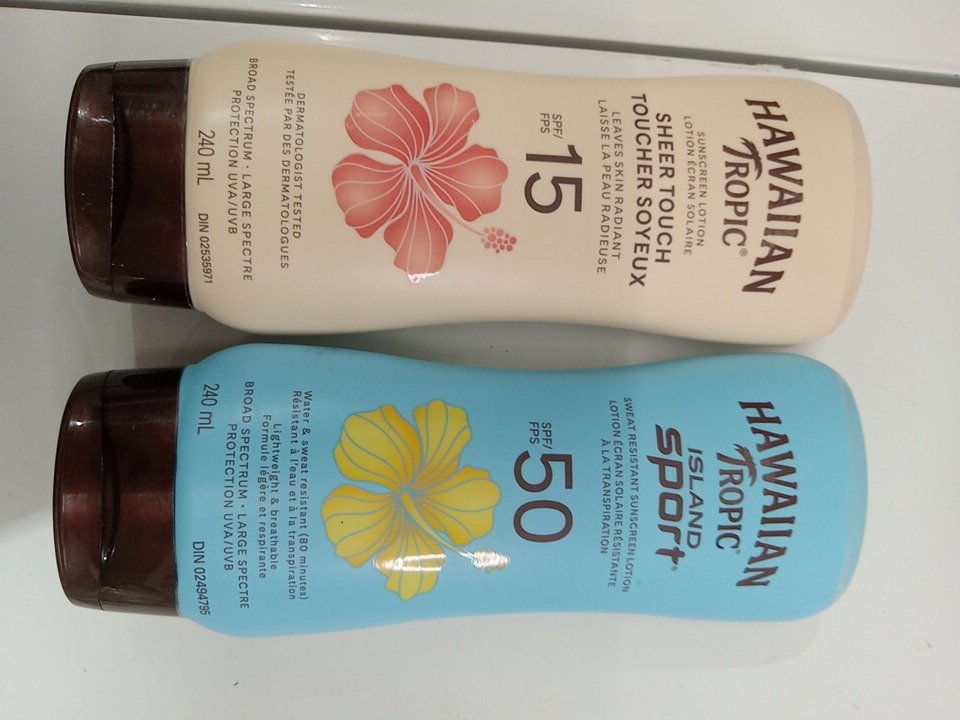 HAWAIIAN
TROPIC®
SUNSCREEN LOTION
LOTION ÉCRAN SOLAIRE
SHEER TOUCH
TOUCHER SOYEUX
LEAVES SKIN RADIANT
LAISSE LA PEAU RADIEUSE
SPF/
FPS 15
DERMATOLOGIST TESTED
TESTÉE PAR DES DERMATOLOGUES
BROAD SPECTRUM • LARGE SPECTRE
PROTECTION UVA/UVB
240 mL DIN 02535971
HAWAIIAN
TROPIC®
ISLAND
sport®
SWEAT RESISTANT SUNSCREEN LOTION
LOTION ÉCRAN SOLAIRE RÉSISTANTE
À LA TRANSPIRATION
SPF/
FPS 50
Water & sweat resistant (80 minutes)
Résistant à l'eau et à la transpiration
Lightweight & breathable
Formule légère et respirante
BROAD SPECTRUM • LARGE SPECTRE
PROTECTION UVA/UVB
240 mL DIN 02494795